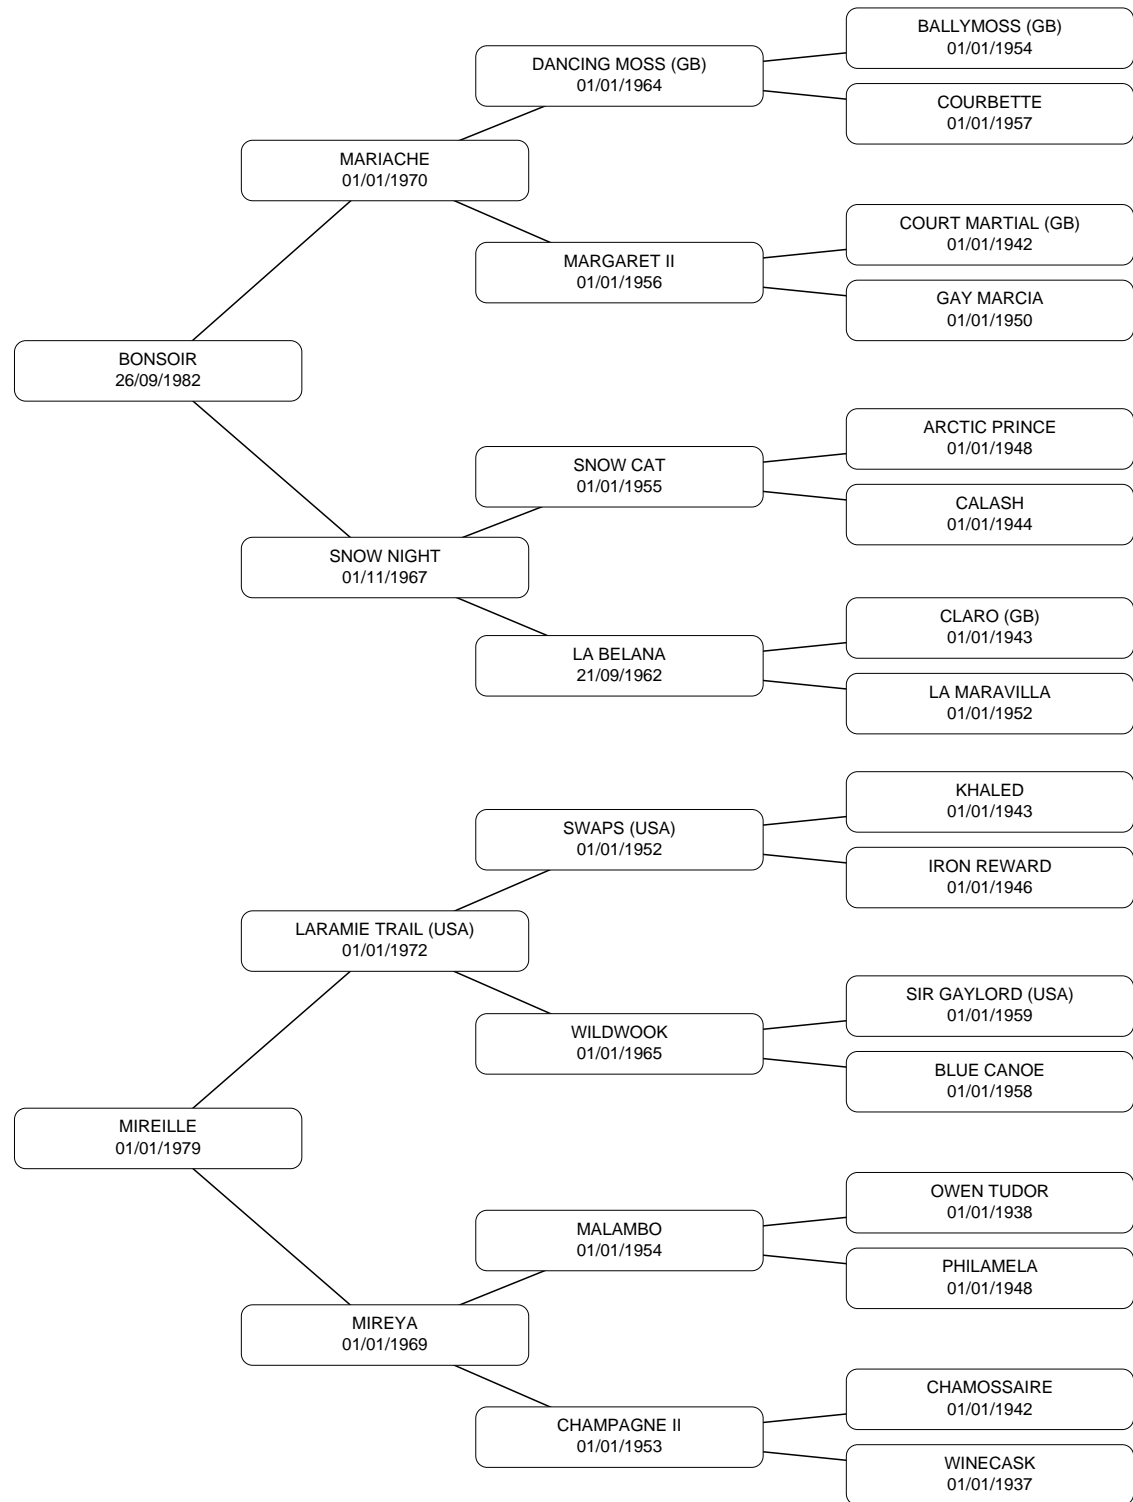 BALLYMOSS (GB)
01/01/1954
DANCING MOSS (GB)
01/01/1964
COURBETTE
01/01/1957
MARIACHE
01/01/1970
COURT MARTIAL (GB)
01/01/1942
MARGARET II
01/01/1956
GAY MARCIA
01/01/1950
BONSOIR
26/09/1982
ARCTIC PRINCE
01/01/1948
SNOW CAT
01/01/1955
CALASH
01/01/1944
SNOW NIGHT
01/11/1967
CLARO (GB)
01/01/1943
LA BELANA
21/09/1962
LA MARAVILLA
01/01/1952
KHALED
01/01/1943
SWAPS (USA)
01/01/1952
IRON REWARD
01/01/1946
LARAMIE TRAIL (USA)
01/01/1972
SIR GAYLORD (USA)
01/01/1959
WILDWOOK
01/01/1965
BLUE CANOE
01/01/1958
MIREILLE
01/01/1979
OWEN TUDOR
01/01/1938
MALAMBO
01/01/1954
PHILAMELA
01/01/1948
MIREYA
01/01/1969
CHAMOSSAIRE
01/01/1942
CHAMPAGNE II
01/01/1953
WINECASK
01/01/1937